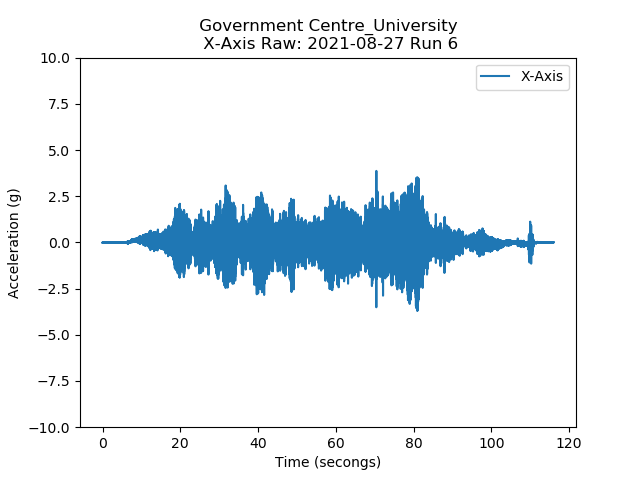 Government Centre_University
X-Axis Raw: 2021-08-27 Run 6
X-Axis
10.0
7.5
5.0
2.5
0.0
−2.5
−5.0
−7.5
−10.0
Acceleration (g)
0 20 40 60 80 100 120
Time (secongs)